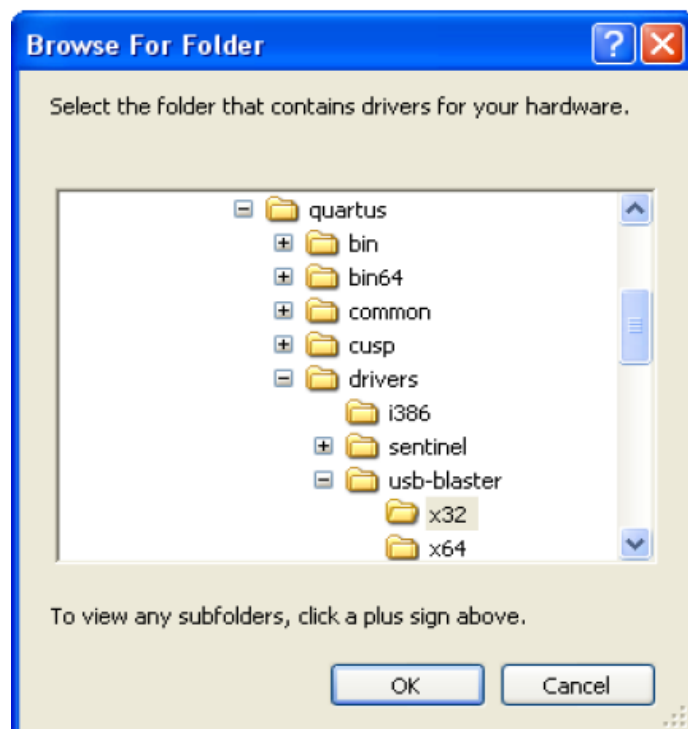 Browse For Folder
Select the folder that contains drivers for your hardware.
quartus
bin
bin64
common
cusp
drivers
i386
sentinel
usb-blaster
x32
x64
To view any subfolders, click a plus sign above.
OK Cancel